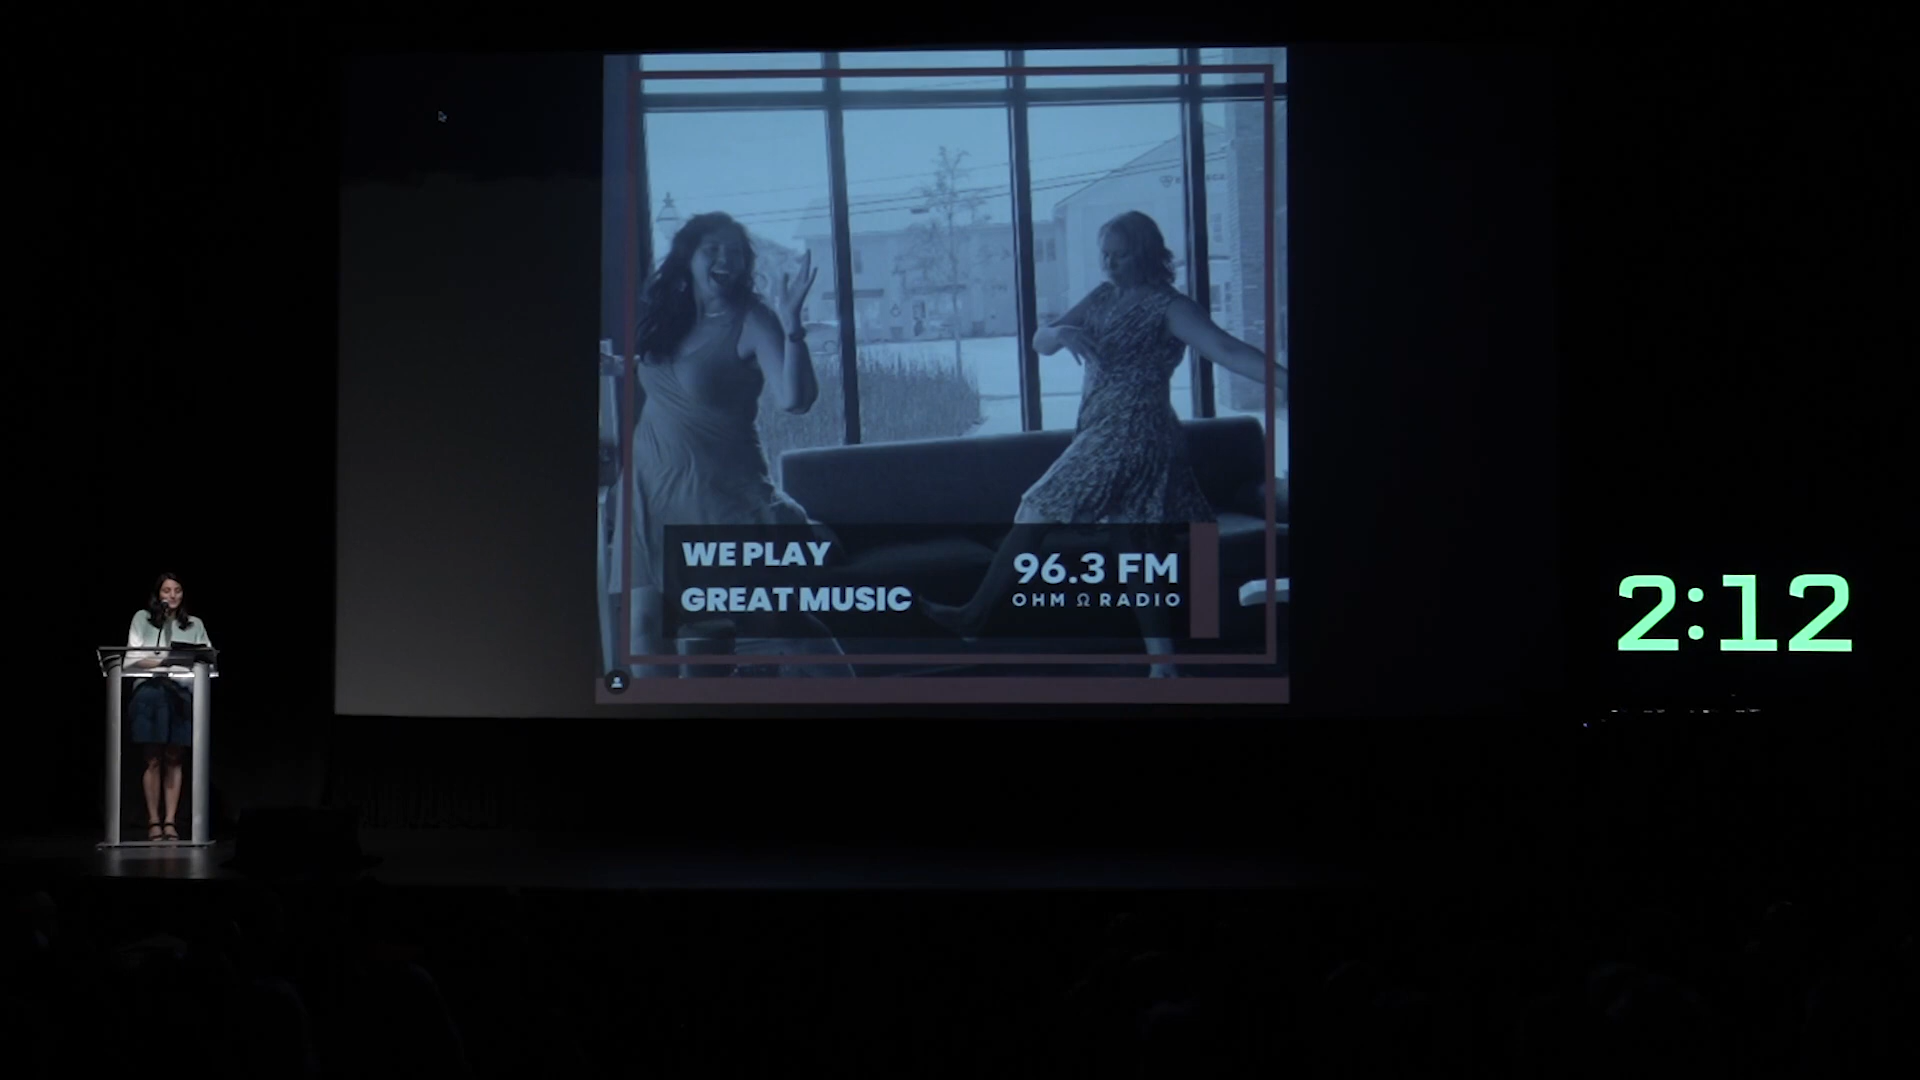 WE PLAY
GREAT MUSIC
96.3 FM
OHM Ω RADIO
2:12